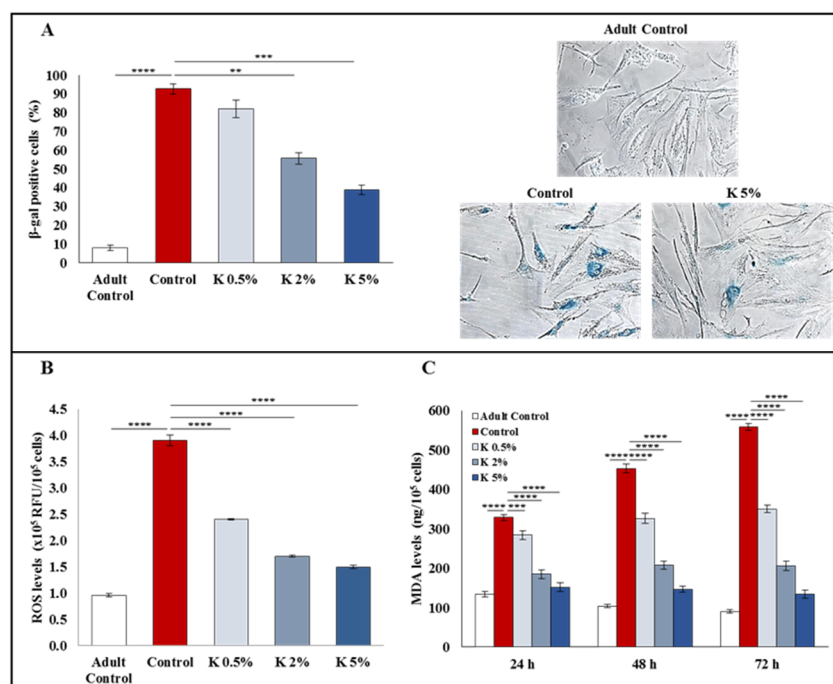 A
**** *** **
β-gal positive cells (%)
100
90
80
70
60
50
40
30
20
10
0
Adult Control
Control
K 0.5%
K 2%
K 5%
Adult Control
Control
K 5%
B
ROS levels (x10⁵ RFU/10⁵ cells)
4.5
4.0
3.5
3.0
2.5
2.0
1.5
1.0
0.5
0.0
****
****
**** ****
Adult Control
Control
K 0.5%
K 2%
K 5%
C
MDA levels (ng/10⁵ cells)
600
500
400
300
200
100
0
Adult Control
Control
K 0.5%
K 2%
K 5%
****
****
**** ***
****
****
**** ****
****
****
**** ****
24 h
48 h
72 h